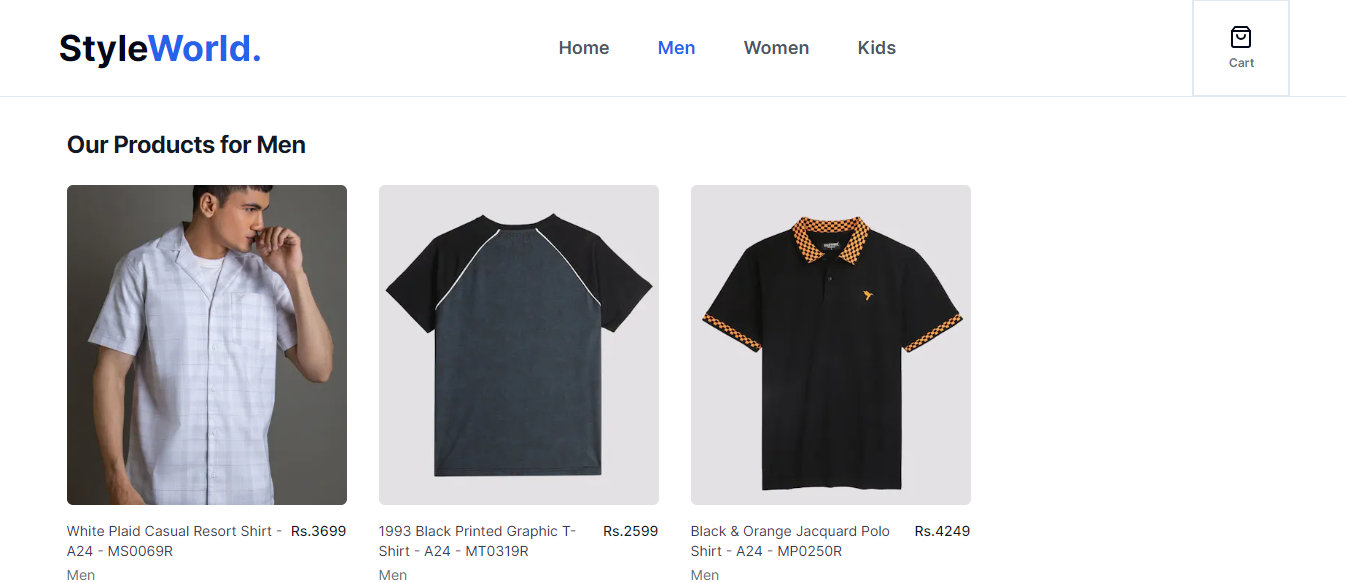 StyleWorld.
Home
Men
Women
Kids
Cart
Our Products for Men
White Plaid Casual Resort Shirt -
A24 - MS0069R
Rs.3699
Men
1993 Black Printed Graphic T-
Shirt - A24 - MT0319R
Rs.2599
Men
Black & Orange Jacquard Polo
Shirt - A24 - MP0250R
Rs.4249
Men